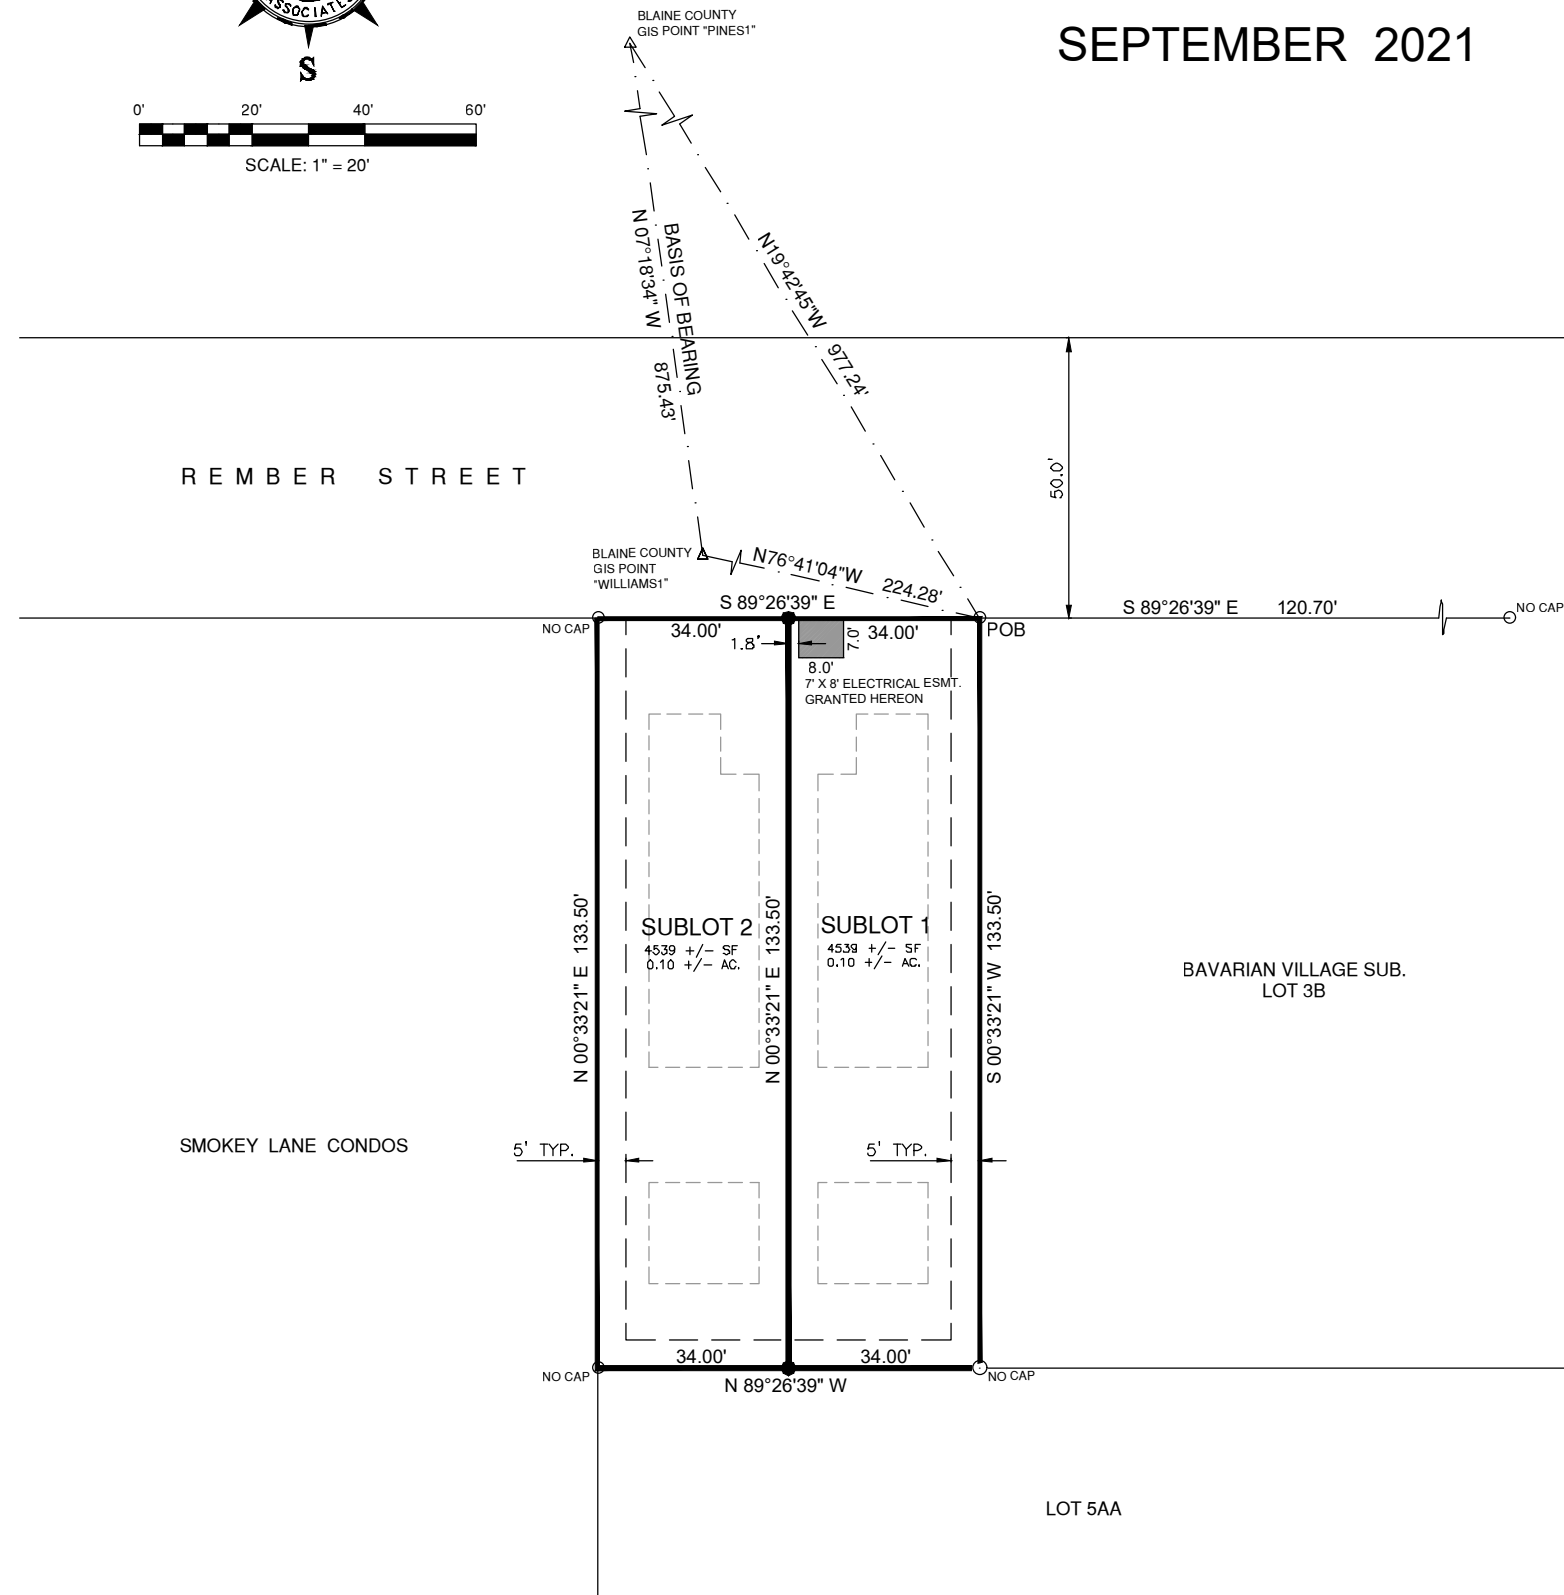 ASSOCIATES
S
BLAINE COUNTY
GIS POINT "PINES1"
SEPTEMBER 2021
0' 20' 40' 60'
SCALE: 1" = 20'
BASIS OF BEARING
N 07°18'34" W 875.43'
N19°42'45"W 977.24'
REMBER STREET
50.0'
BLAINE COUNTY
GIS POINT
"WILLIAMS1"
N76°41'04"W 224.28'
S 89°26'39" E
S 89°26'39" E 120.70'
NO CAP
NO CAP
34.00'
34.00'
POB
1.8'
7.0'
8.0'
7' X 8' ELECTRICAL ESMT.
GRANTED HEREON
N 00°33'21" E 133.50'
SUBLOT 2
4539 +/- SF
0.10 +/- AC.
N 00°33'21" E 133.50'
SUBLOT 1
4539 +/- SF
0.10 +/- AC.
S 00°33'21" W 133.50'
BAVARIAN VILLAGE SUB.
LOT 3B
SMOKEY LANE CONDOS
5' TYP.
5' TYP.
34.00'
34.00'
NO CAP
N 89°26'39" W
NO CAP
LOT 5AA